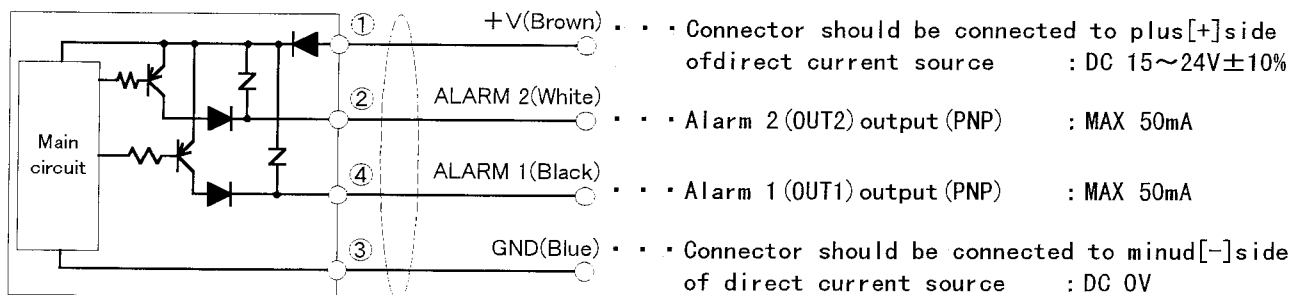 ① +V(Brown) · · · Connector should be connected to plus[+]side
ofdirect current source : DC 15～24V±10%
② ALARM 2(White) · · · Alarm 2(OUT2)output(PNP) : MAX 50mA
Main
circuit
④ ALARM 1(Black) · · · Alarm 1(OUT1)output(PNP) : MAX 50mA
③ GND(Blue) · · · Connector should be connected to minud[-]side
of direct current source : DC 0V